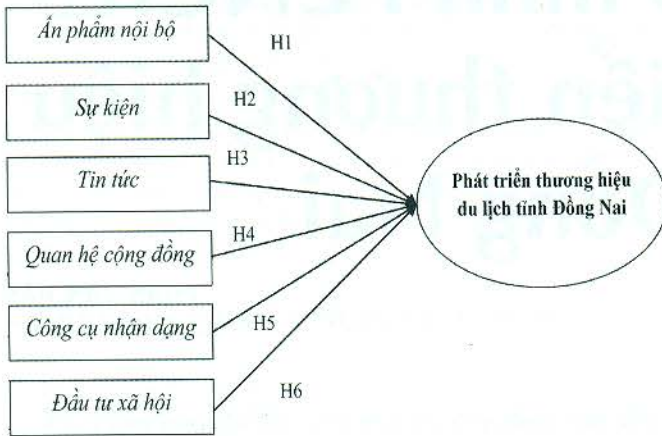 Ấn phẩm nội bộ
H1
Sự kiện
H2
Tin tức
H3
Quan hệ cộng đồng
H4
Công cụ nhận dạng
H5
Đầu tư xã hội
H6
Phát triển thương hiệu
du lịch tỉnh Đồng Nai